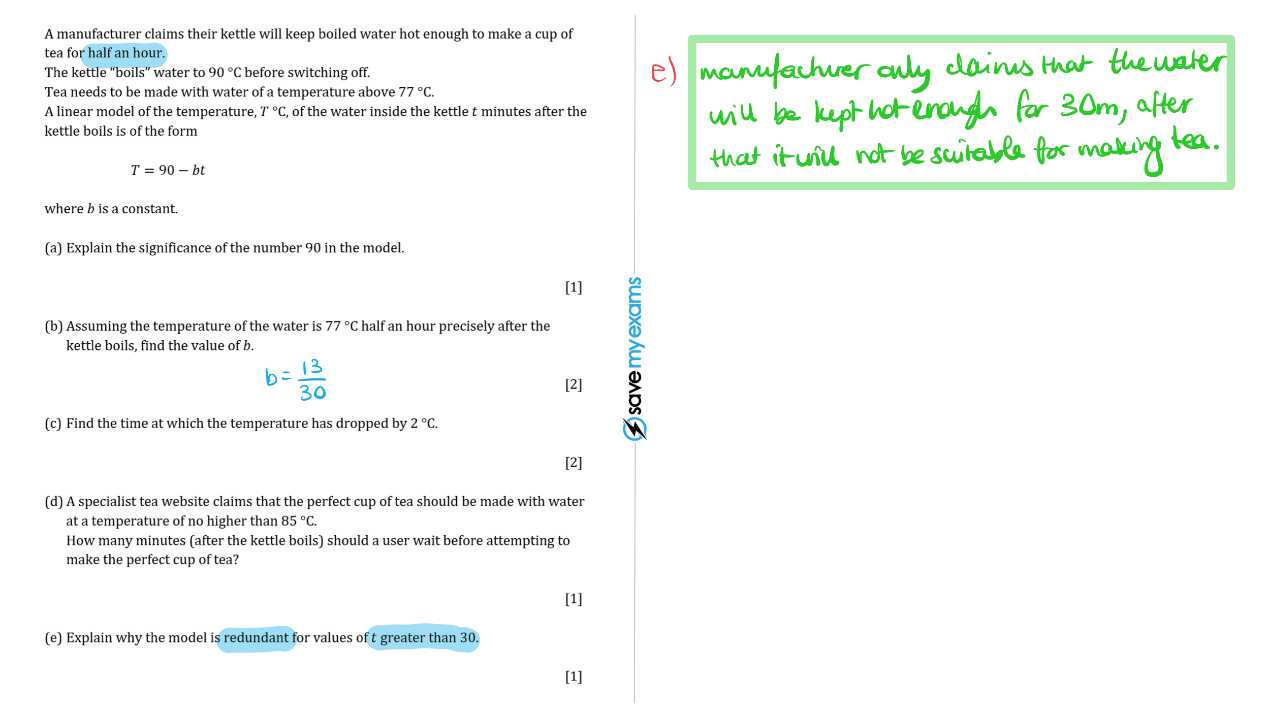 A manufacturer claims their kettle will keep boiled water hot enough to make a cup of
tea for half an hour.
The kettle “boils” water to 90 °C before switching off.
Tea needs to be made with water of a temperature above 77 °C.
A linear model of the temperature, T °C, of the water inside the kettle t minutes after the
kettle boils is of the form
T = 90 − bt
where b is a constant.
(a) Explain the significance of the number 90 in the model.
[1]
(b) Assuming the temperature of the water is 77 °C half an hour precisely after the
kettle boils, find the value of b.
b = 13/30
[2]
(c) Find the time at which the temperature has dropped by 2 °C.
[2]
(d) A specialist tea website claims that the perfect cup of tea should be made with water
at a temperature of no higher than 85 °C.
How many minutes (after the kettle boils) should a user wait before attempting to
make the perfect cup of tea?
[1]
(e) Explain why the model is redundant for values of t greater than 30.
[1]
save my exams
e) manufacturer only claims that the water
will be kept hot enough for 30m, after
that it will not be suitable for making tea.